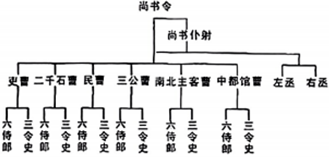 尚书令
尚书仆射
吏曹 二千石曹 民曹 三公曹 南北主客曹 中都馆曹 左丞 右丞
六侍郎 三令史 六侍郎 三令史 六侍郎 三令史 六侍郎 三令史 六侍郎 三令史 六侍郎 三令史